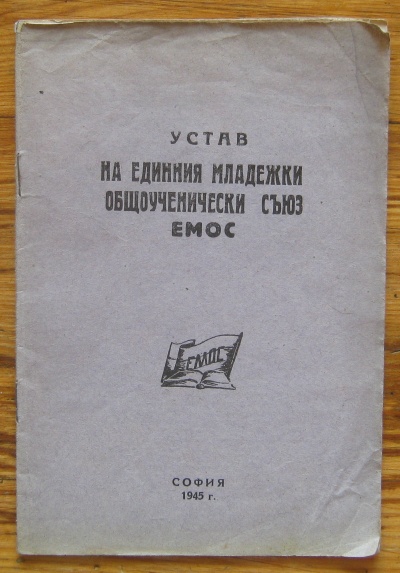 УСТАВ
НА ЕДИННИЯ МЛАДЕЖКИ
ОБЩОУЧЕНИЧЕСКИ СЪЮЗ
ЕМОС
ЕМОС
СОФИЯ
1945 г.